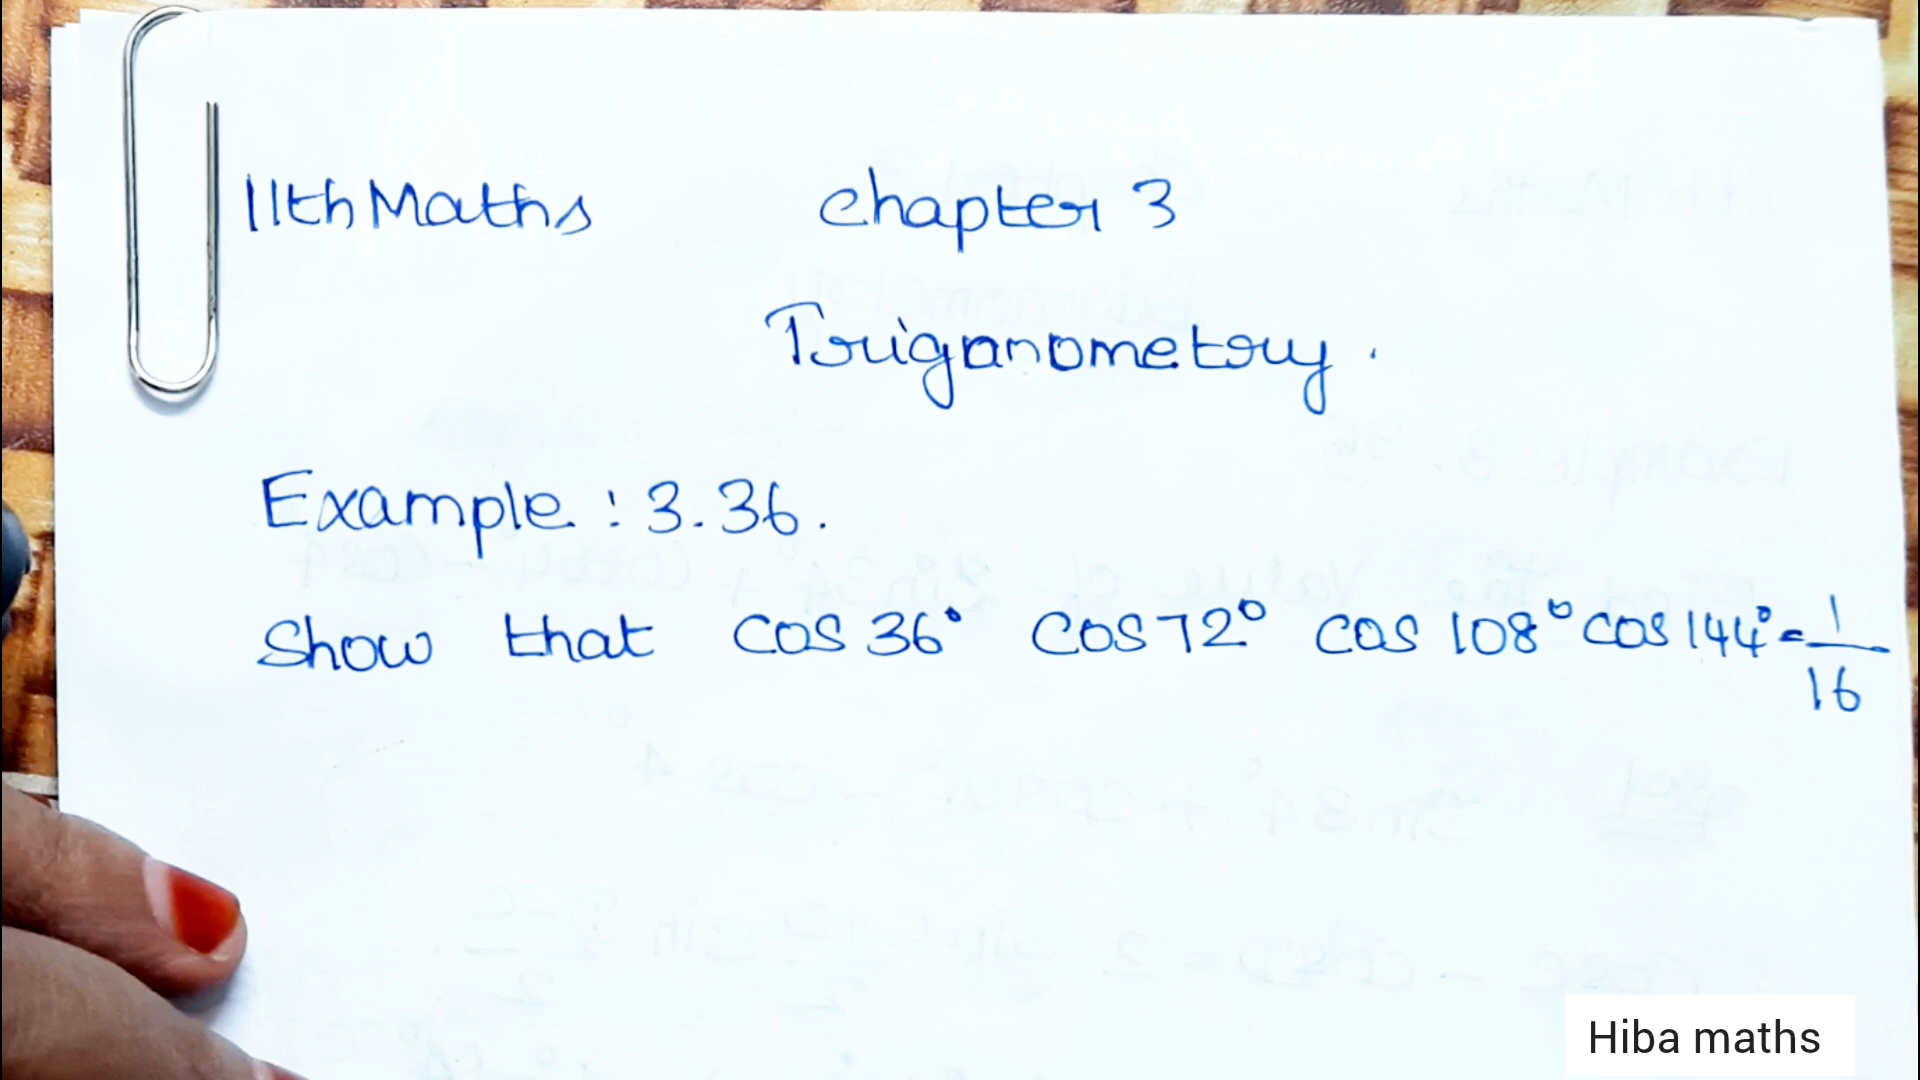 11th Maths chapter 3
Triganometry.
Example : 3.36.
Show that cos 36° cos 72° cos 108° cos 144° = 1/16
Hiba maths